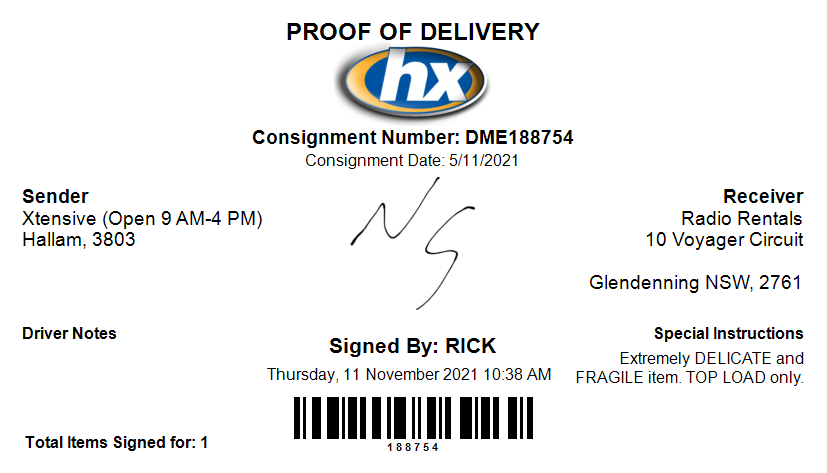 PROOF OF DELIVERY
hx
Consignment Number: DME188754
Consignment Date: 5/11/2021
Sender
Xtensive (Open 9 AM-4 PM)
Hallam, 3803
NS
Receiver
Radio Rentals
10 Voyager Circuit
Glendenning NSW, 2761
Driver Notes
Signed By: RICK
Thursday, 11 November 2021 10:38 AM
Special Instructions
Extremely DELICATE and
FRAGILE item. TOP LOAD only.
188754
Total Items Signed for: 1